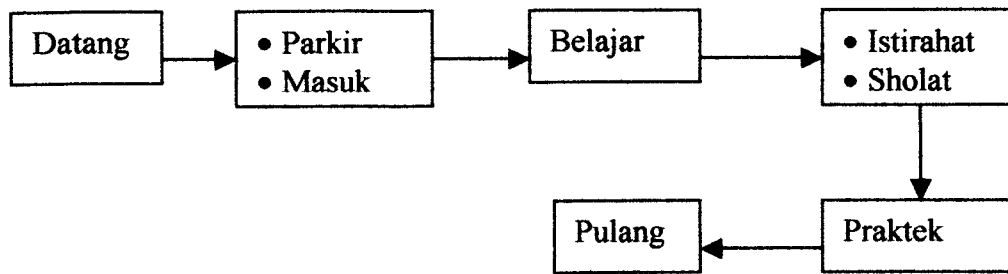 Datang
• Parkir
• Masuk
Belajar
• Istirahat
• Sholat
Praktek
Pulang